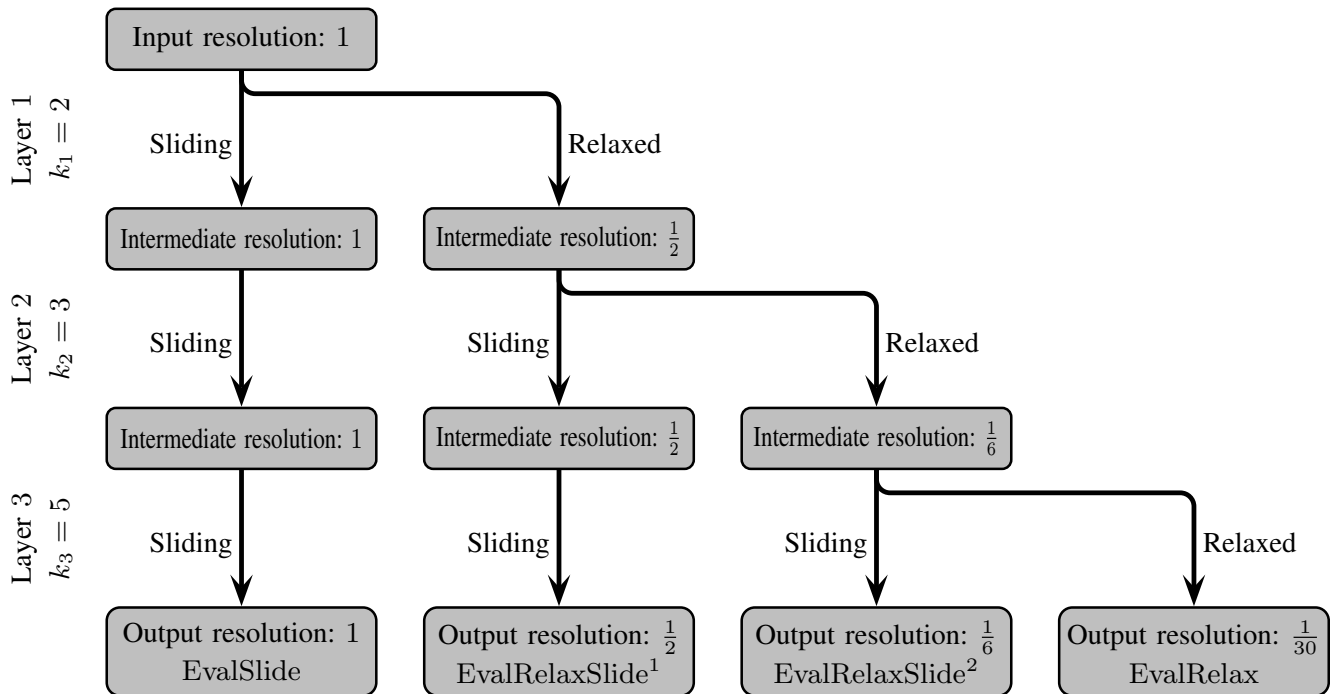 Input resolution: 1
Layer 1
k₁ = 2
Sliding
Relaxed
Intermediate resolution: 1
Intermediate resolution: 1/2
Layer 2
k₂ = 3
Sliding
Sliding
Relaxed
Intermediate resolution: 1
Intermediate resolution: 1/2
Intermediate resolution: 1/6
Layer 3
k₃ = 5
Sliding
Sliding
Sliding
Relaxed
Output resolution: 1
EvalSlide
Output resolution: 1/2
EvalRelaxSlide¹
Output resolution: 1/6
EvalRelaxSlide²
Output resolution: 1/30
EvalRelax